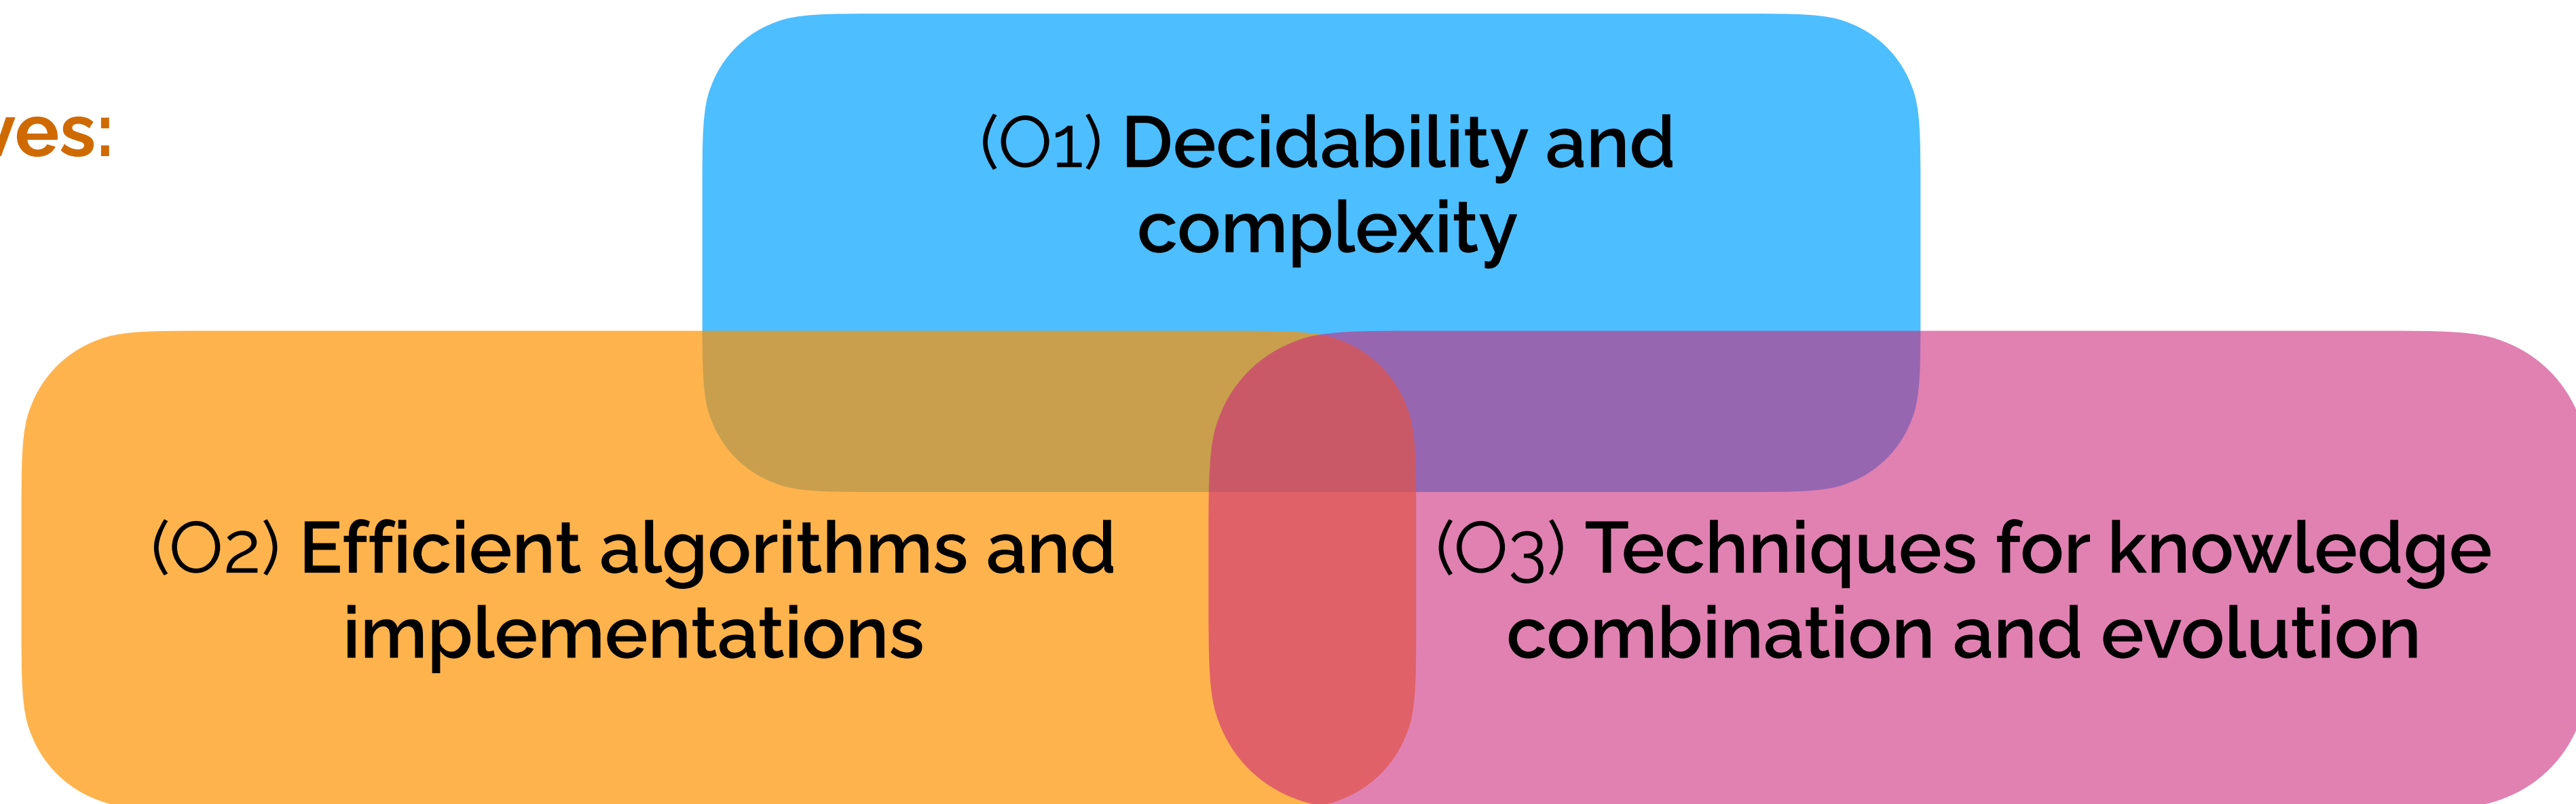 ves:
(O1) Decidability and
complexity
(O2) Efficient algorithms and
implementations
(O3) Techniques for knowledge
combination and evolution